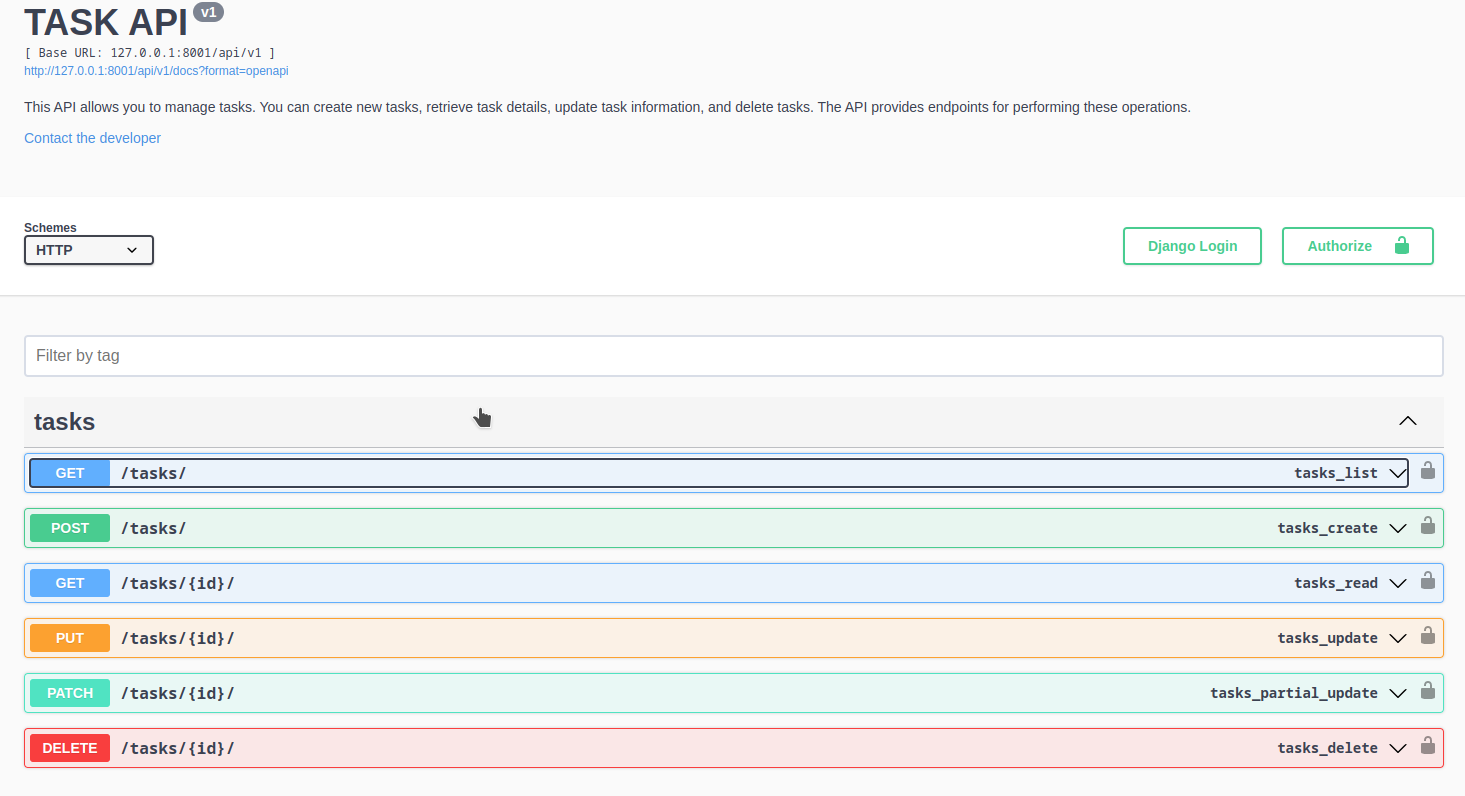 TASK API v1
[ Base URL: 127.0.0.1:8001/api/v1 ]
http://127.0.0.1:8001/api/v1/docs?format=openapi
This API allows you to manage tasks. You can create new tasks, retrieve task details, update task information, and delete tasks. The API provides endpoints for performing these operations.
Contact the developer
Schemes
HTTP
Django Login
Authorize
Filter by tag
tasks
GET /tasks/ tasks_list
POST /tasks/ tasks_create
GET /tasks/{id}/ tasks_read
PUT /tasks/{id}/ tasks_update
PATCH /tasks/{id}/ tasks_partial_update
DELETE /tasks/{id}/ tasks_delete